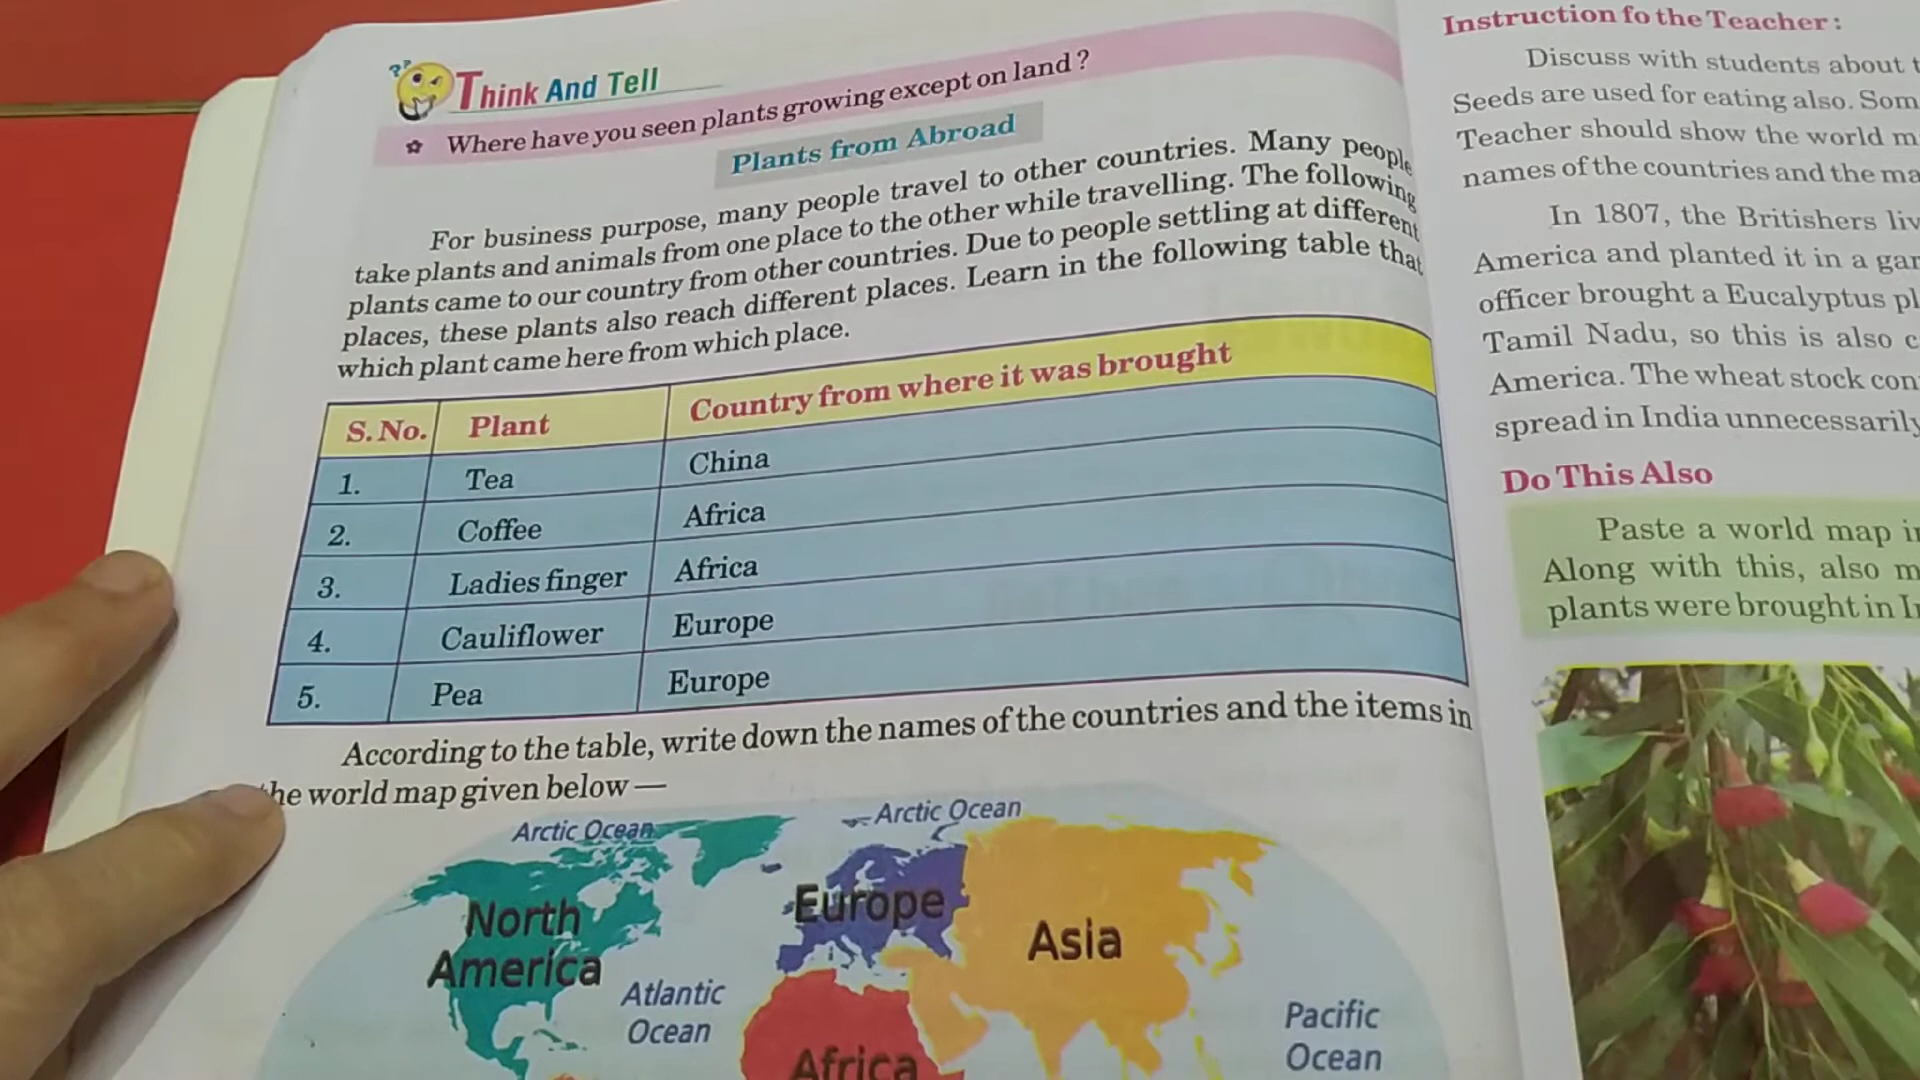 Think And Tell
Where have you seen plants growing except on land ?
Plants from Abroad
For business purpose, many people travel to other countries. Many people
take plants and animals from one place to the other while travelling. The following
plants came to our country from other countries. Due to people settling at different
places, these plants also reach different places. Learn in the following table that
which plant came here from which place.
S. No. Plant Country from where it was brought
1. Tea China
2. Coffee Africa
3. Ladies finger Africa
4. Cauliflower Europe
5. Pea Europe
According to the table, write down the names of the countries and the items in
the world map given below —
Arctic Ocean
Arctic Ocean
North
America
Europe
Asia
Atlantic
Ocean
Africa
Pacific
Ocean
Instruction fo the Teacher :
Discuss with students about
Seeds are used for eating also.
Teacher should show the world
names of the countries and the
In 1807, the Britishers
America and planted it in a
officer brought a Eucalyptus
Tamil Nadu, so this is also
America. The wheat stock
spread in India unnecessarily
Do This Also
Paste a world map
Along with this, also
plants were brought in